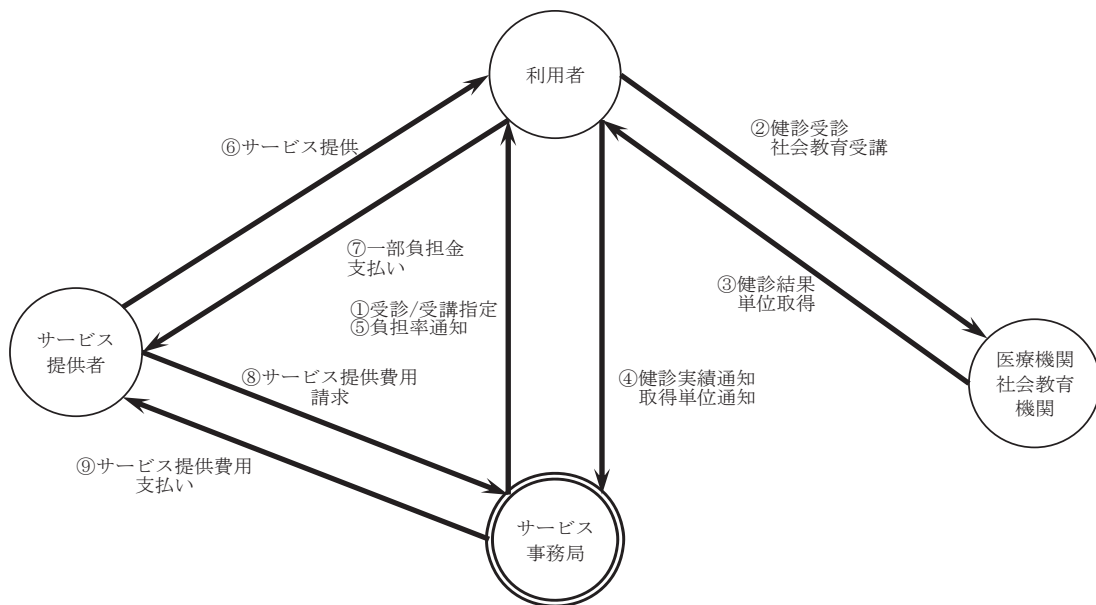 利用者
②健診受診
社会教育受講
⑥サービス提供
⑦一部負担金
支払い
①受診/受講指定
⑤負担率通知
③健診結果
単位取得
サービス
提供者
医療機関
社会教育
機関
⑧サービス提供費用
請求
④健診実績通知
取得単位通知
⑨サービス提供費用
支払い
サービス
事務局